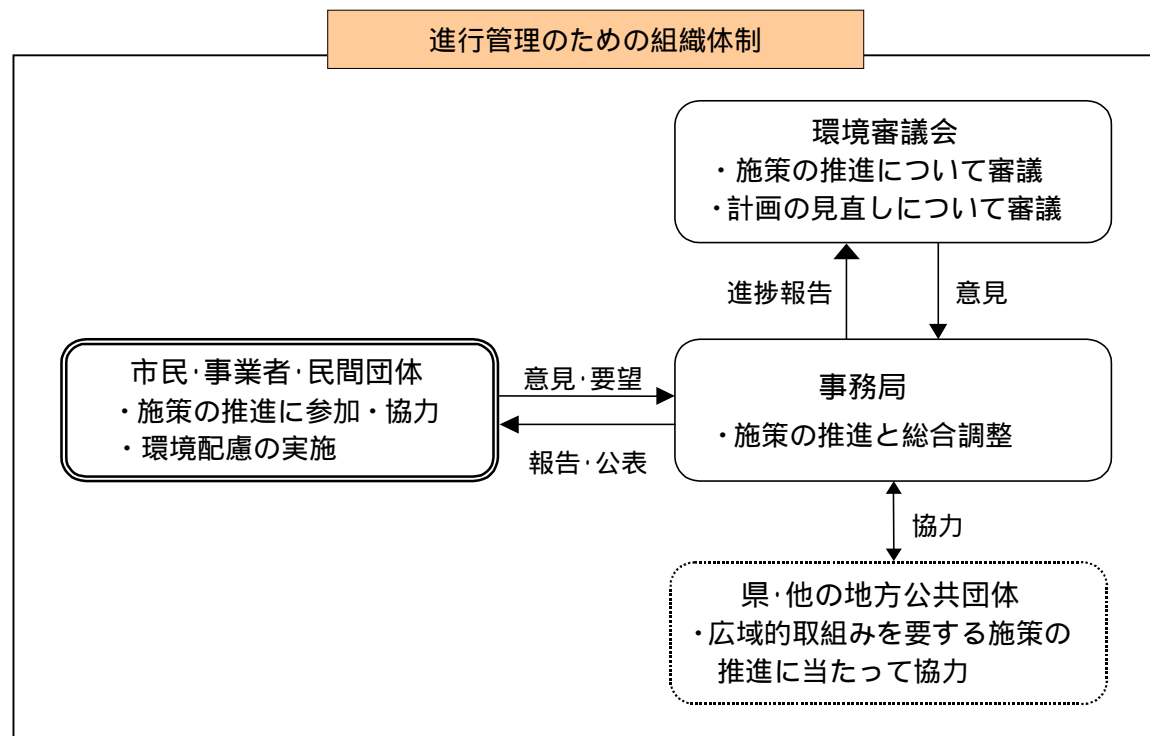 進行管理のための組織体制
環境審議会
・施策の推進について審議
・計画の見直しについて審議
進捗報告
意見
市民・事業者・民間団体
・施策の推進に参加・協力
・環境配慮の実施
意見・要望
報告・公表
事務局
・施策の推進と総合調整
協力
県・他の地方公共団体
・広域的取組みを要する施策の
推進に当たって協力